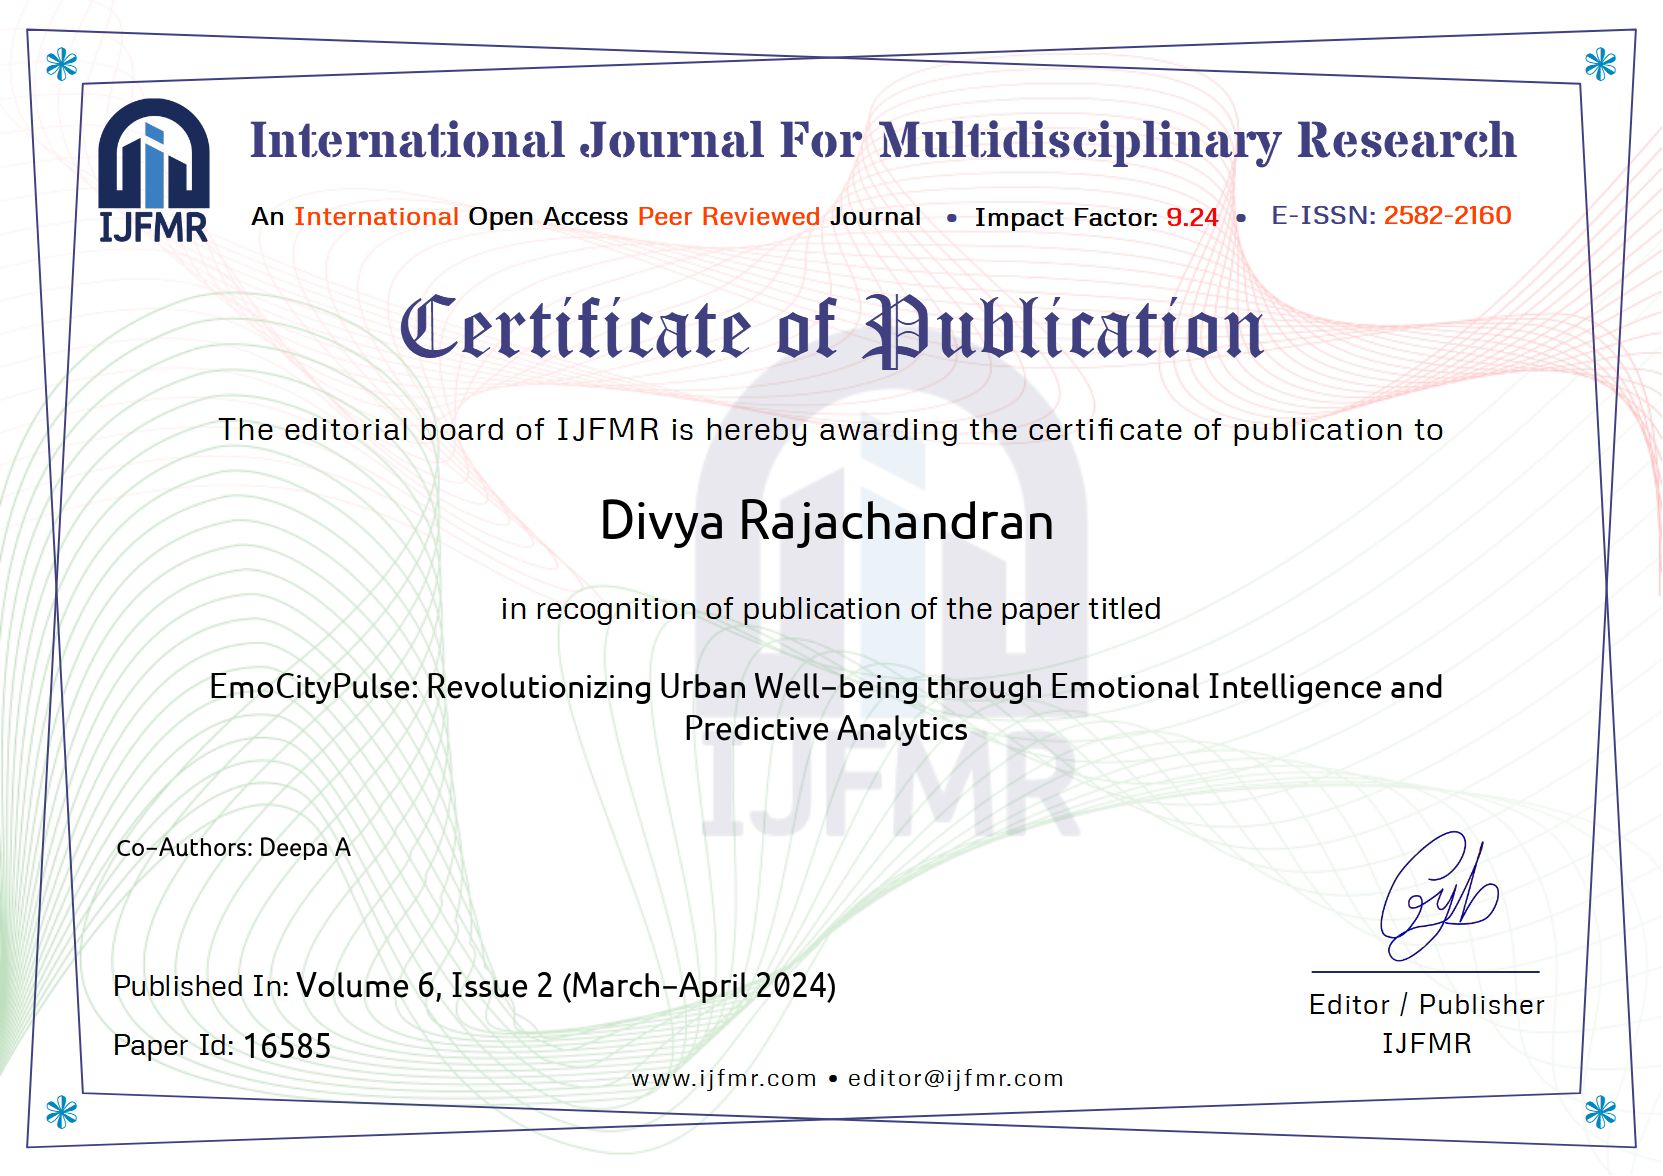 IJFMR
International Journal For Multidisciplinary Research
An International Open Access Peer Reviewed Journal • Impact Factor: 9.24 • E-ISSN: 2582-2160
Certificate of Publication
The editorial board of IJFMR is hereby awarding the certificate of publication to
Divya Rajachandran
in recognition of publication of the paper titled
EmoCityPulse: Revolutionizing Urban Well-being through Emotional Intelligence and
Predictive Analytics
IJFMR
Co-Authors: Deepa A
Published In: Volume 6, Issue 2 (March-April 2024)
Paper Id: 16585
Editor / Publisher
IJFMR
www.ijfmr.com • editor@ijfmr.com